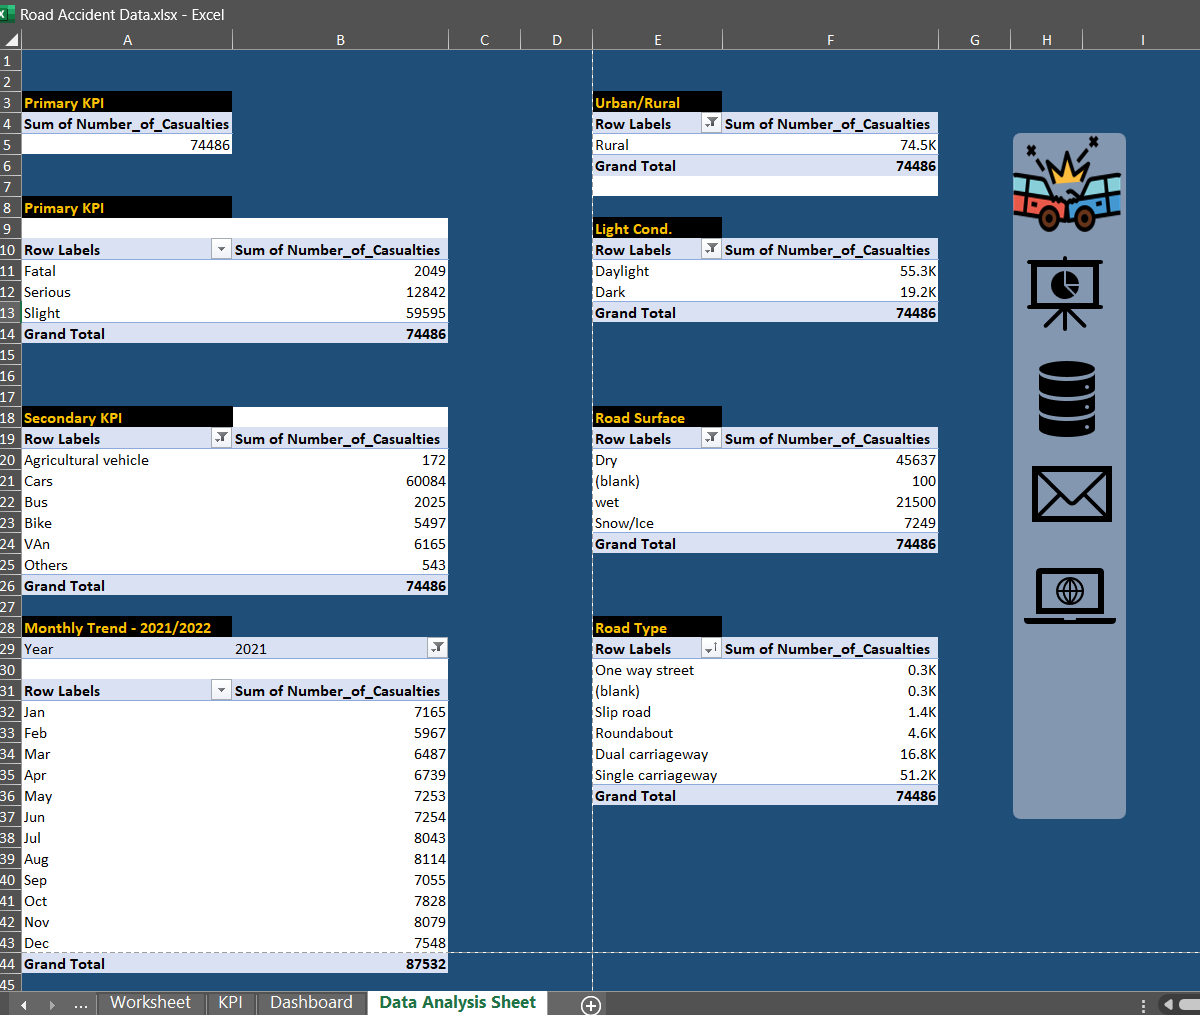 Road Accident Data.xlsx - Excel
A B C D E F G H I
1
2
3 Primary KPI Urban/Rural
4 Sum of Number_of_Casualties Row Labels Sum of Number_of_Casualties
5 74486 Rural 74.5K
6 Grand Total 74486
7
8 Primary KPI
9 Light Cond.
10 Row Labels Sum of Number_of_Casualties Row Labels Sum of Number_of_Casualties
11 Fatal 2049 Daylight 55.3K
12 Serious 12842 Dark 19.2K
13 Slight 59595 Grand Total 74486
14 Grand Total 74486
15
16
17
18 Secondary KPI Road Surface
19 Row Labels Sum of Number_of_Casualties Row Labels Sum of Number_of_Casualties
20 Agricultural vehicle 172 Dry 45637
21 Cars 60084 (blank) 100
22 Bus 2025 wet 21500
23 Bike 5497 Snow/Ice 7249
24 VAn 6165 Grand Total 74486
25 Others 543
26 Grand Total 74486
27
28 Monthly Trend - 2021/2022 Road Type
29 Year 2021 Row Labels Sum of Number_of_Casualties
30 One way street 0.3K
31 Row Labels Sum of Number_of_Casualties (blank) 0.3K
32 Jan 7165 Slip road 1.4K
33 Feb 5967 Roundabout 4.6K
34 Mar 6487 Dual carriageway 16.8K
35 Apr 6739 Single carriageway 51.2K
36 May 7253 Grand Total 74486
37 Jun 7254
38 Jul 8043
39 Aug 8114
40 Sep 7055
41 Oct 7828
42 Nov 8079
43 Dec 7548
44 Grand Total 87532
45
... Worksheet KPI Dashboard Data Analysis Sheet